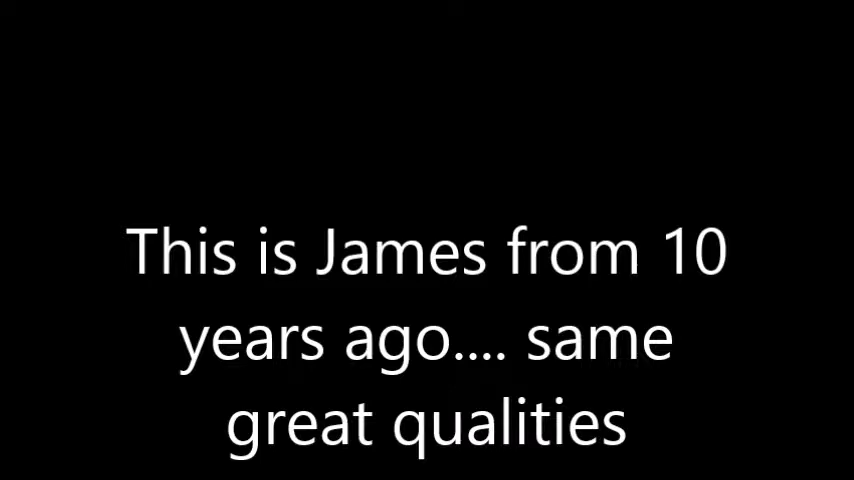 This is James from 10
years ago.... same
great qualities